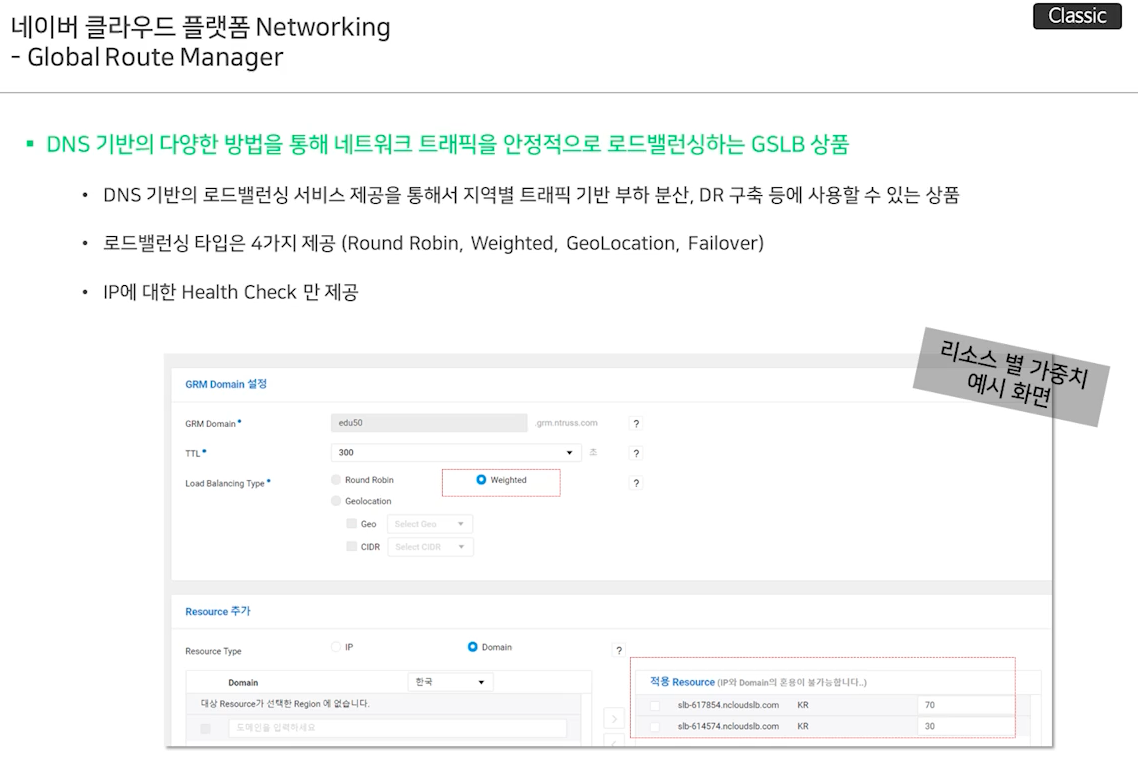 네이버 클라우드 플랫폼 Networking
- Global Route Manager
Classic
▪ DNS 기반의 다양한 방법을 통해 네트워크 트래픽을 안정적으로 로드밸런싱하는 GSLB 상품
• DNS 기반의 로드밸런싱 서비스 제공을 통해서 지역별 트래픽 기반 부하 분산, DR 구축 등에 사용할 수 있는 상품
• 로드밸런싱 타입은 4가지 제공 (Round Robin, Weighted, GeoLocation, Failover)
• IP에 대한 Health Check 만 제공
리소스 별 가중치
예시 화면
GRM Domain 설정
GRM Domain edu50 .grm.ntruss.com ?
TTL 300 초 ?
Load Balancing Type Round Robin Weighted ?
Geolocation
Geo Select Geo
CIDR Select CIDR
Resource 추가
Resource Type IP Domain ?
Domain 한국
대상 Resource가 선택한 Region 에 없습니다.
도메인을 입력하세요
적용 Resource (IP와 Domain의 혼용이 불가능합니다..)
slb-617854.ncloudslb.com KR 70
slb-614574.ncloudslb.com KR 30